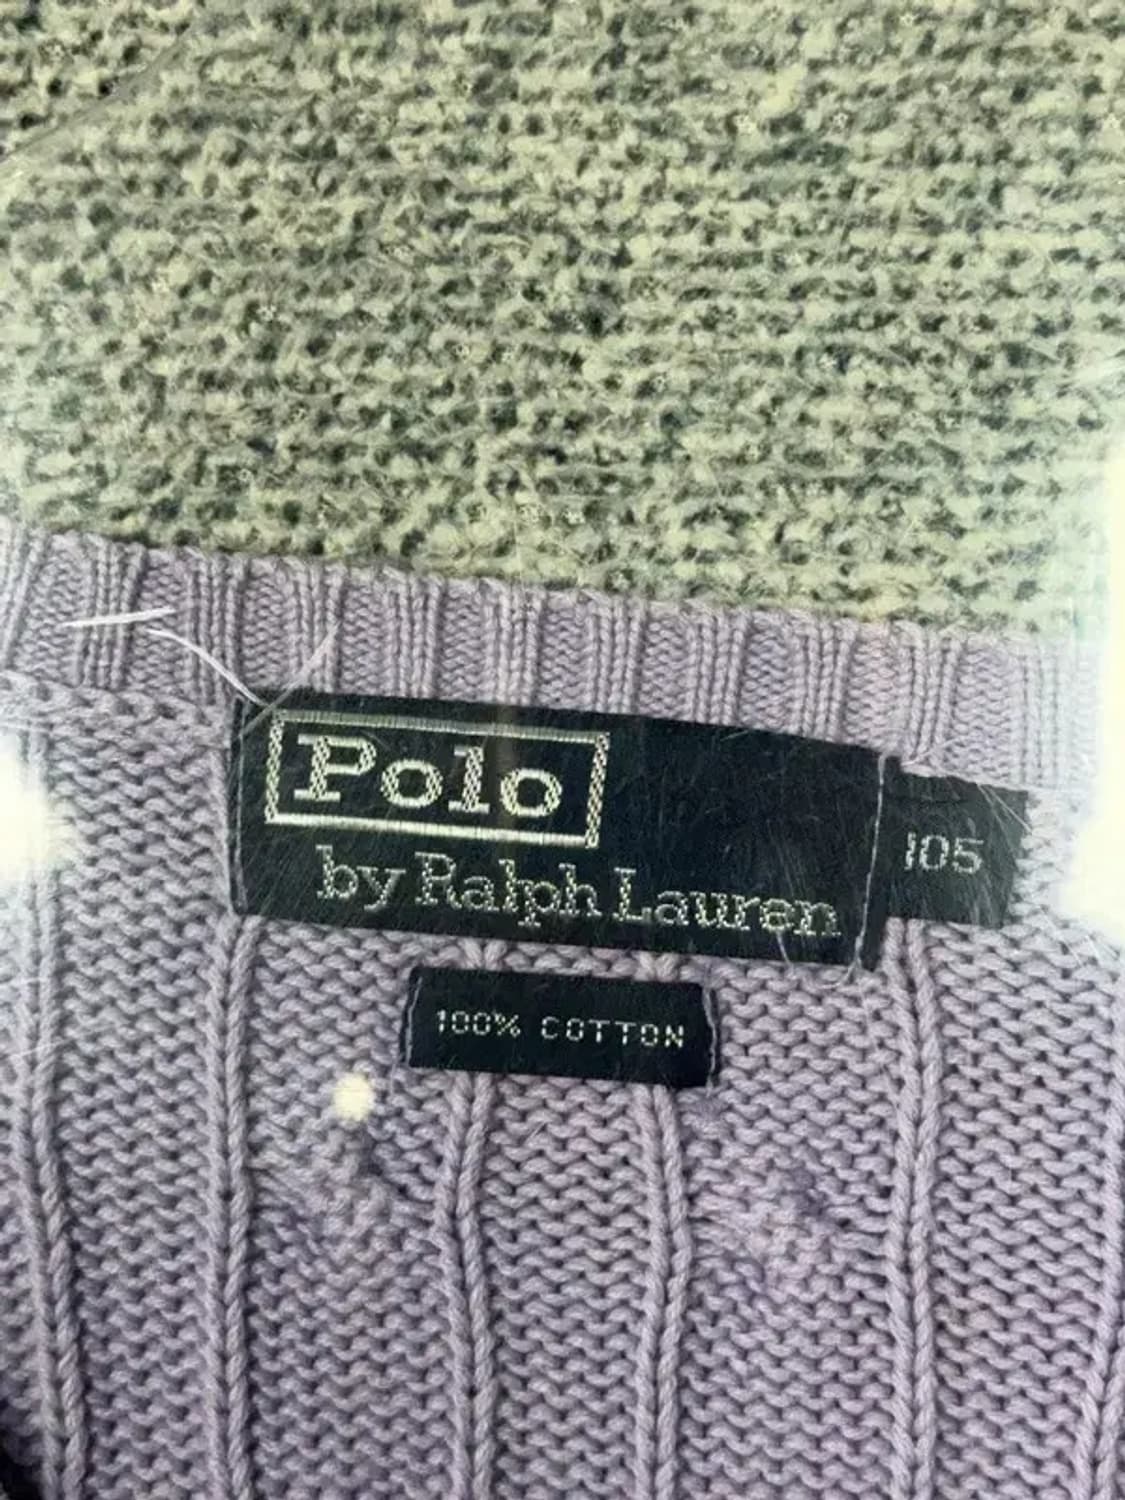 Polo
by Ralph Lauren
105
100% COTTON